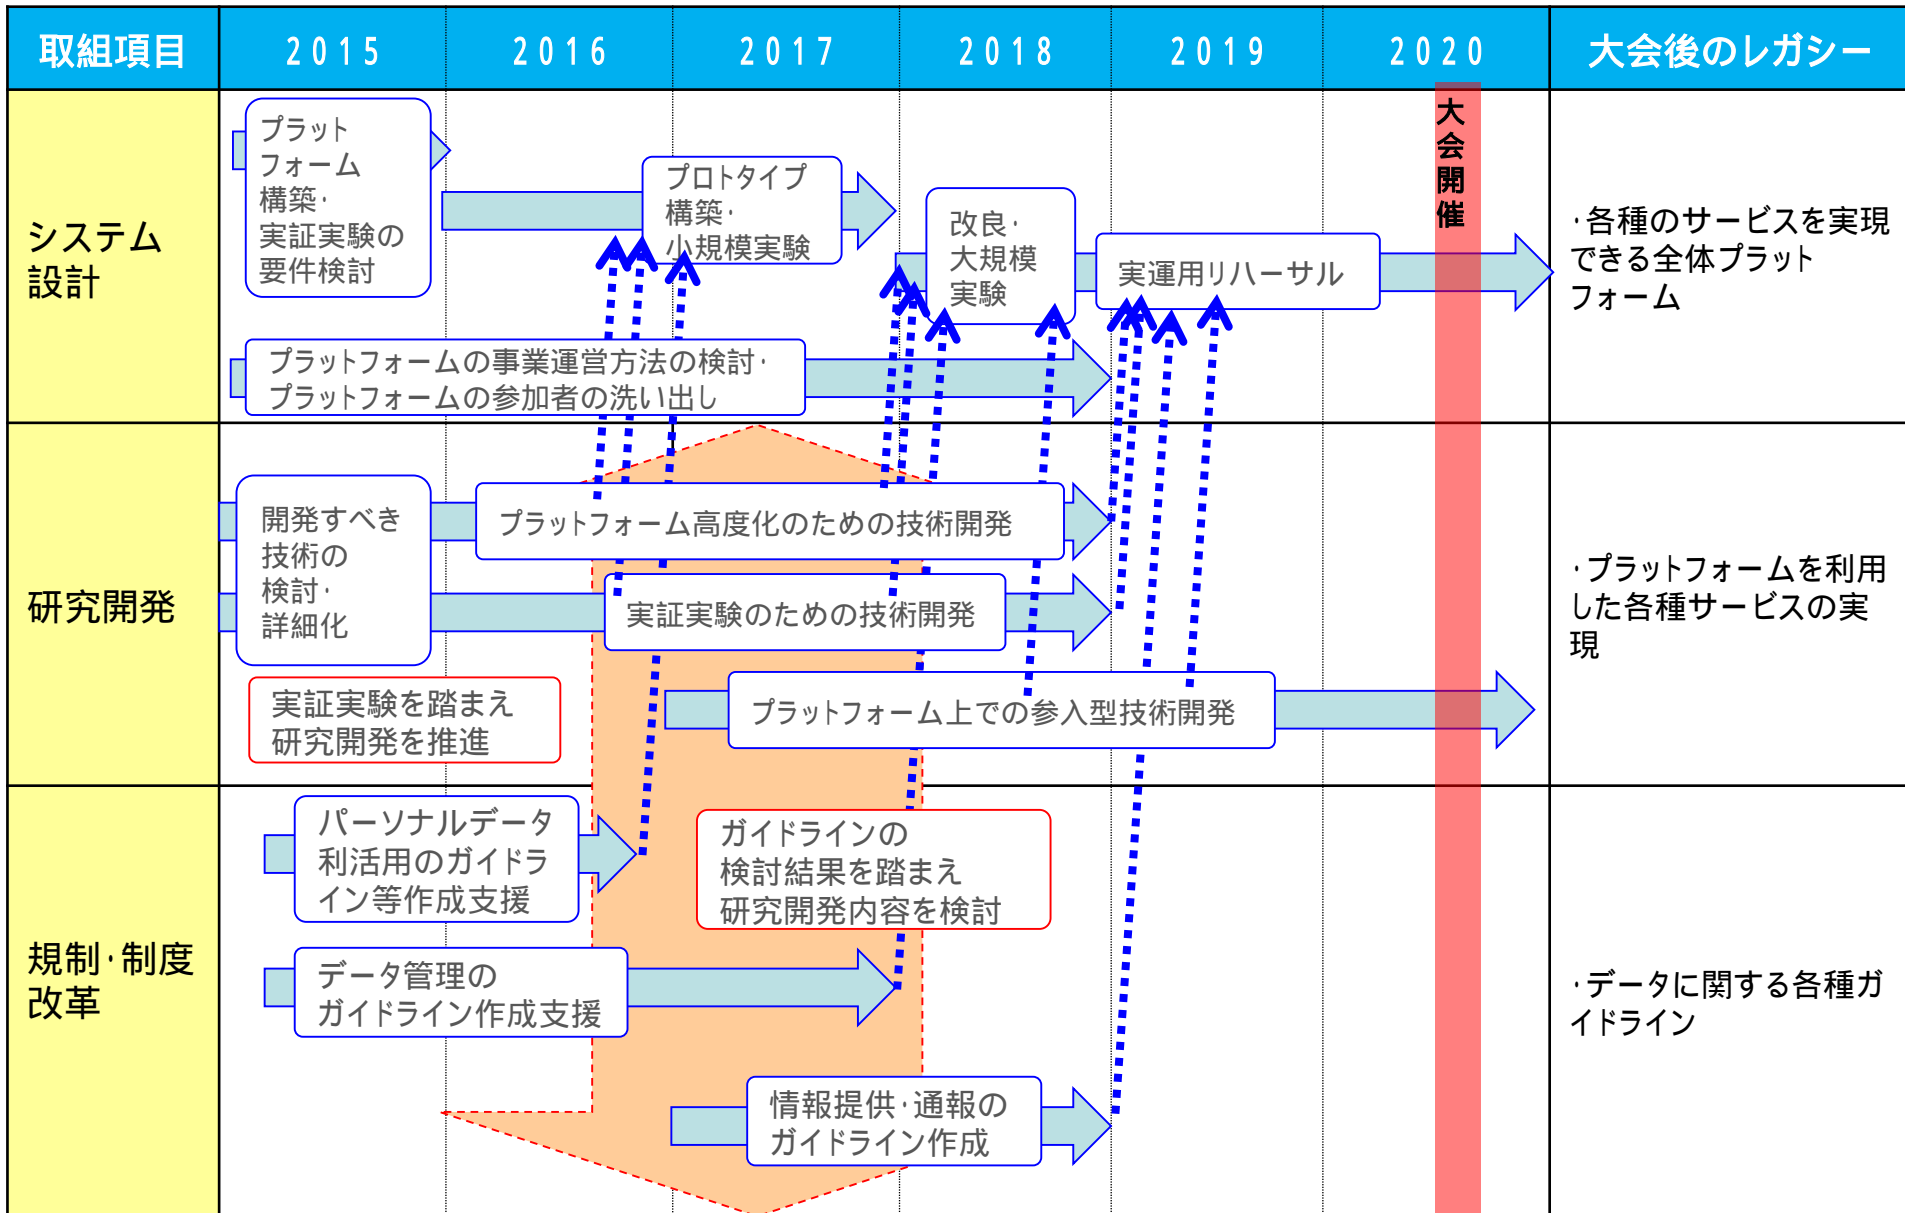 取組項目
2015
2016
2017
2018
2019
2020
大会後のレガシー
大会開催
システム
設計
プラット
フォーム
構築・
実証実験の
要件検討
プロトタイプ
構築・
小規模実験
改良・
大規模
実験
実運用リハーサル
プラットフォームの事業運営方法の検討・
プラットフォームの参加者の洗い出し
・各種のサービスを実現
できる全体プラット
フォーム
研究開発
開発すべき
技術の
検討・
詳細化
プラットフォーム高度化のための技術開発
実証実験のための技術開発
プラットフォーム上での参入型技術開発
実証実験を踏まえ
研究開発を推進
・プラットフォームを利用
した各種サービスの実
現
規制・制度
改革
パーソナルデータ
利活用のガイドラ
イン等作成支援
ガイドラインの
検討結果を踏まえ
研究開発内容を検討
データ管理の
ガイドライン作成支援
情報提供・通報の
ガイドライン作成
・データに関する各種ガ
イドライン